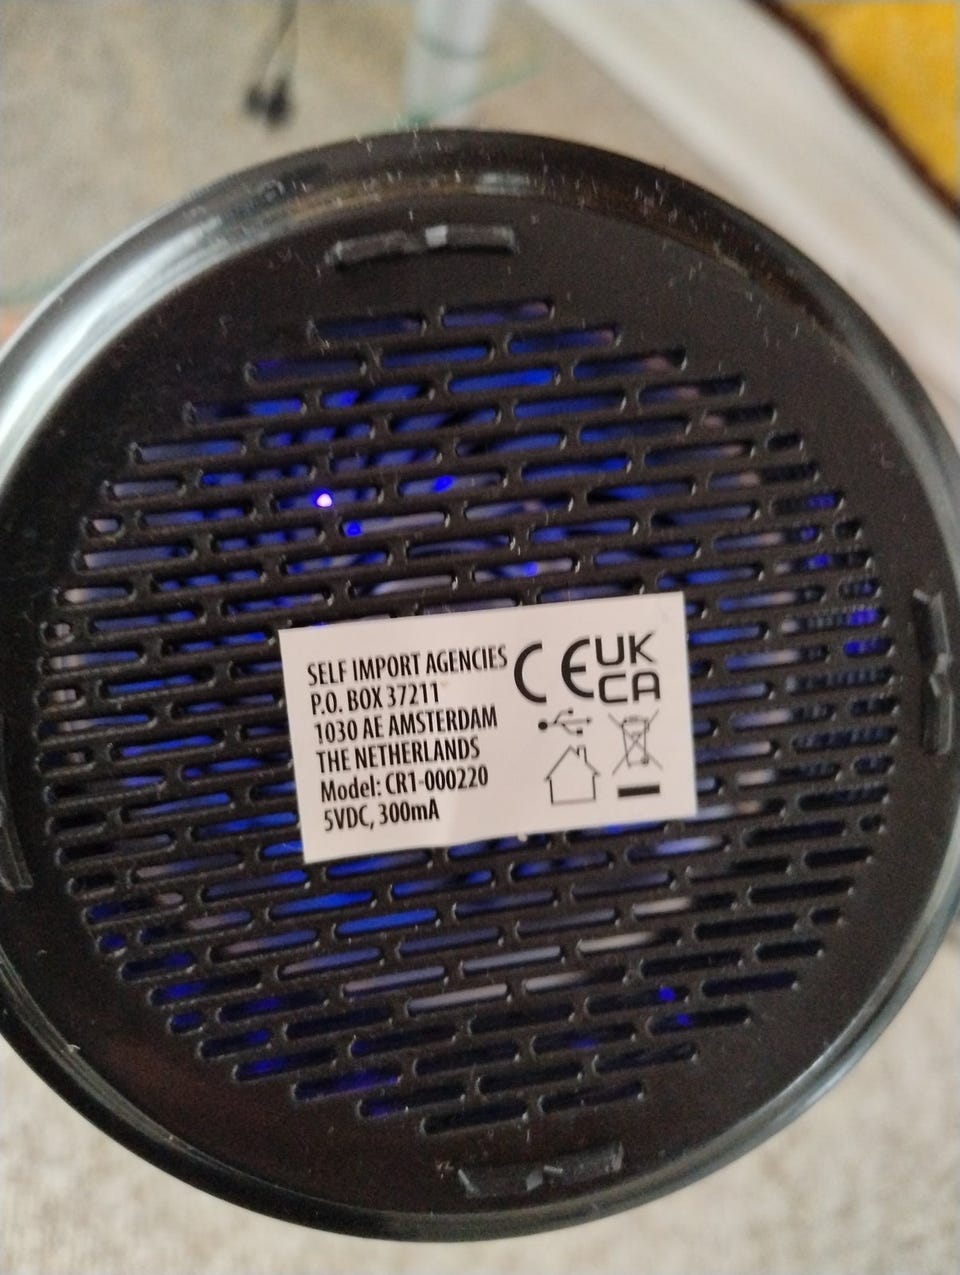 SELF IMPORT AGENCIES
P.O. BOX 37211
1030 AE AMSTERDAM
THE NETHERLANDS
Model: CR1-000220
5VDC, 300mA
CE
UK
CA